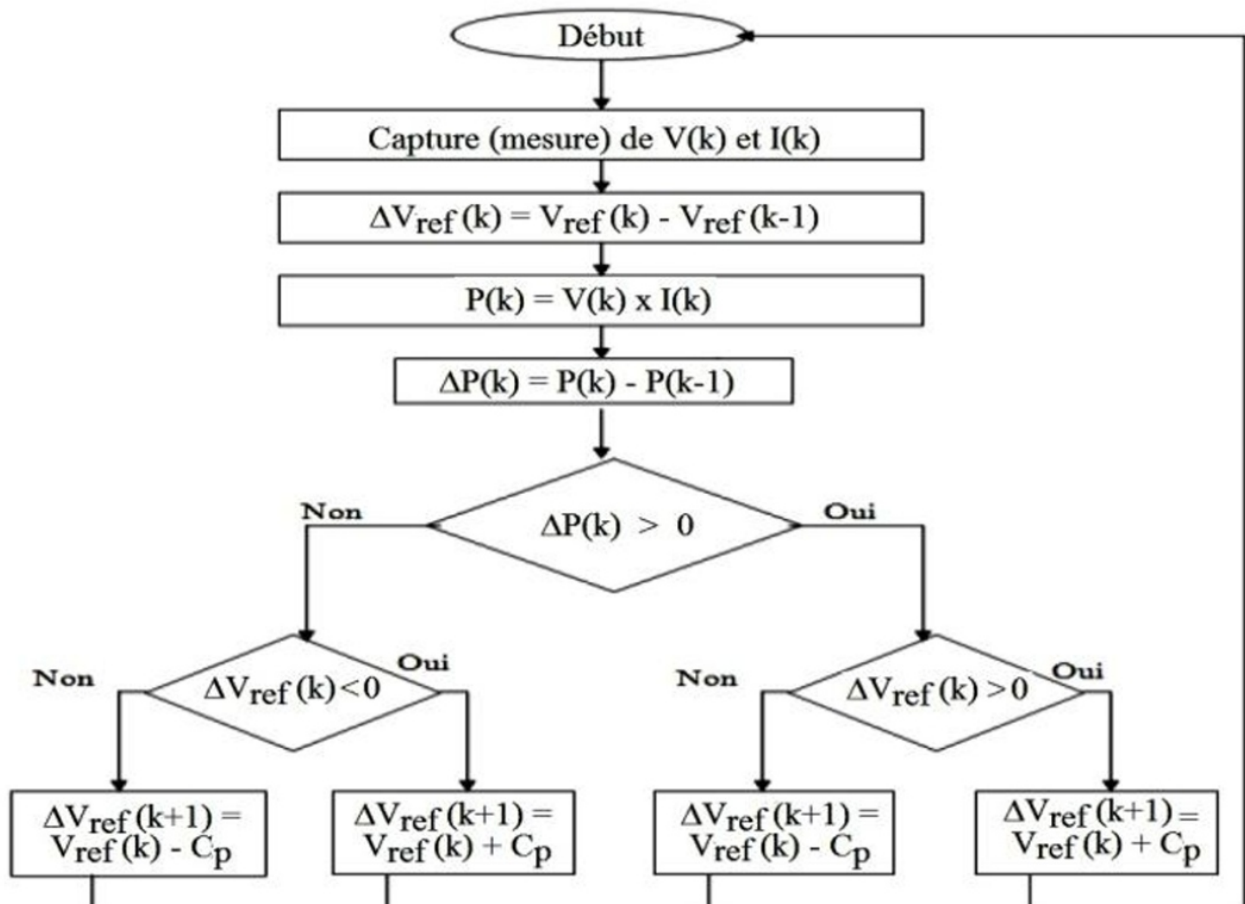 Début
Capture (mesure) de V(k) et I(k)
ΔVref (k) = Vref (k) - Vref (k-1)
P(k) = V(k) x I(k)
ΔP(k) = P(k) - P(k-1)
Non
Oui
ΔP(k) > 0
Non
Oui
ΔVref (k)<0
Non
Oui
ΔVref (k) >0
ΔVref (k+1) =
Vref (k) - Cp
ΔVref (k+1) =
Vref (k) + Cp
ΔVref (k+1) =
Vref (k) - Cp
ΔVref (k+1) =
Vref (k) + Cp